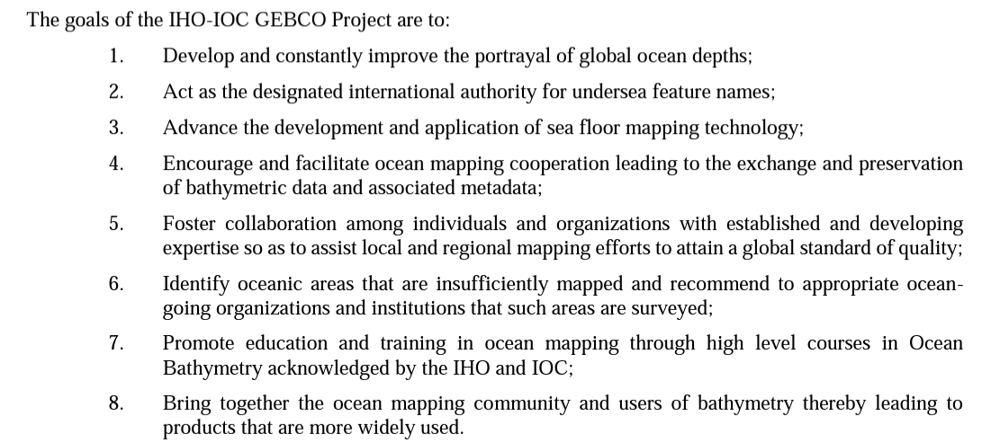 The goals of the IHO-IOC GEBCO Project are to:
1. Develop and constantly improve the portrayal of global ocean depths;
2. Act as the designated international authority for undersea feature names;
3. Advance the development and application of sea floor mapping technology;
4. Encourage and facilitate ocean mapping cooperation leading to the exchange and preservation
of bathymetric data and associated metadata;
5. Foster collaboration among individuals and organizations with established and developing
expertise so as to assist local and regional mapping efforts to attain a global standard of quality;
6. Identify oceanic areas that are insufficiently mapped and recommend to appropriate ocean-
going organizations and institutions that such areas are surveyed;
7. Promote education and training in ocean mapping through high level courses in Ocean
Bathymetry acknowledged by the IHO and IOC;
8. Bring together the ocean mapping community and users of bathymetry thereby leading to
products that are more widely used.